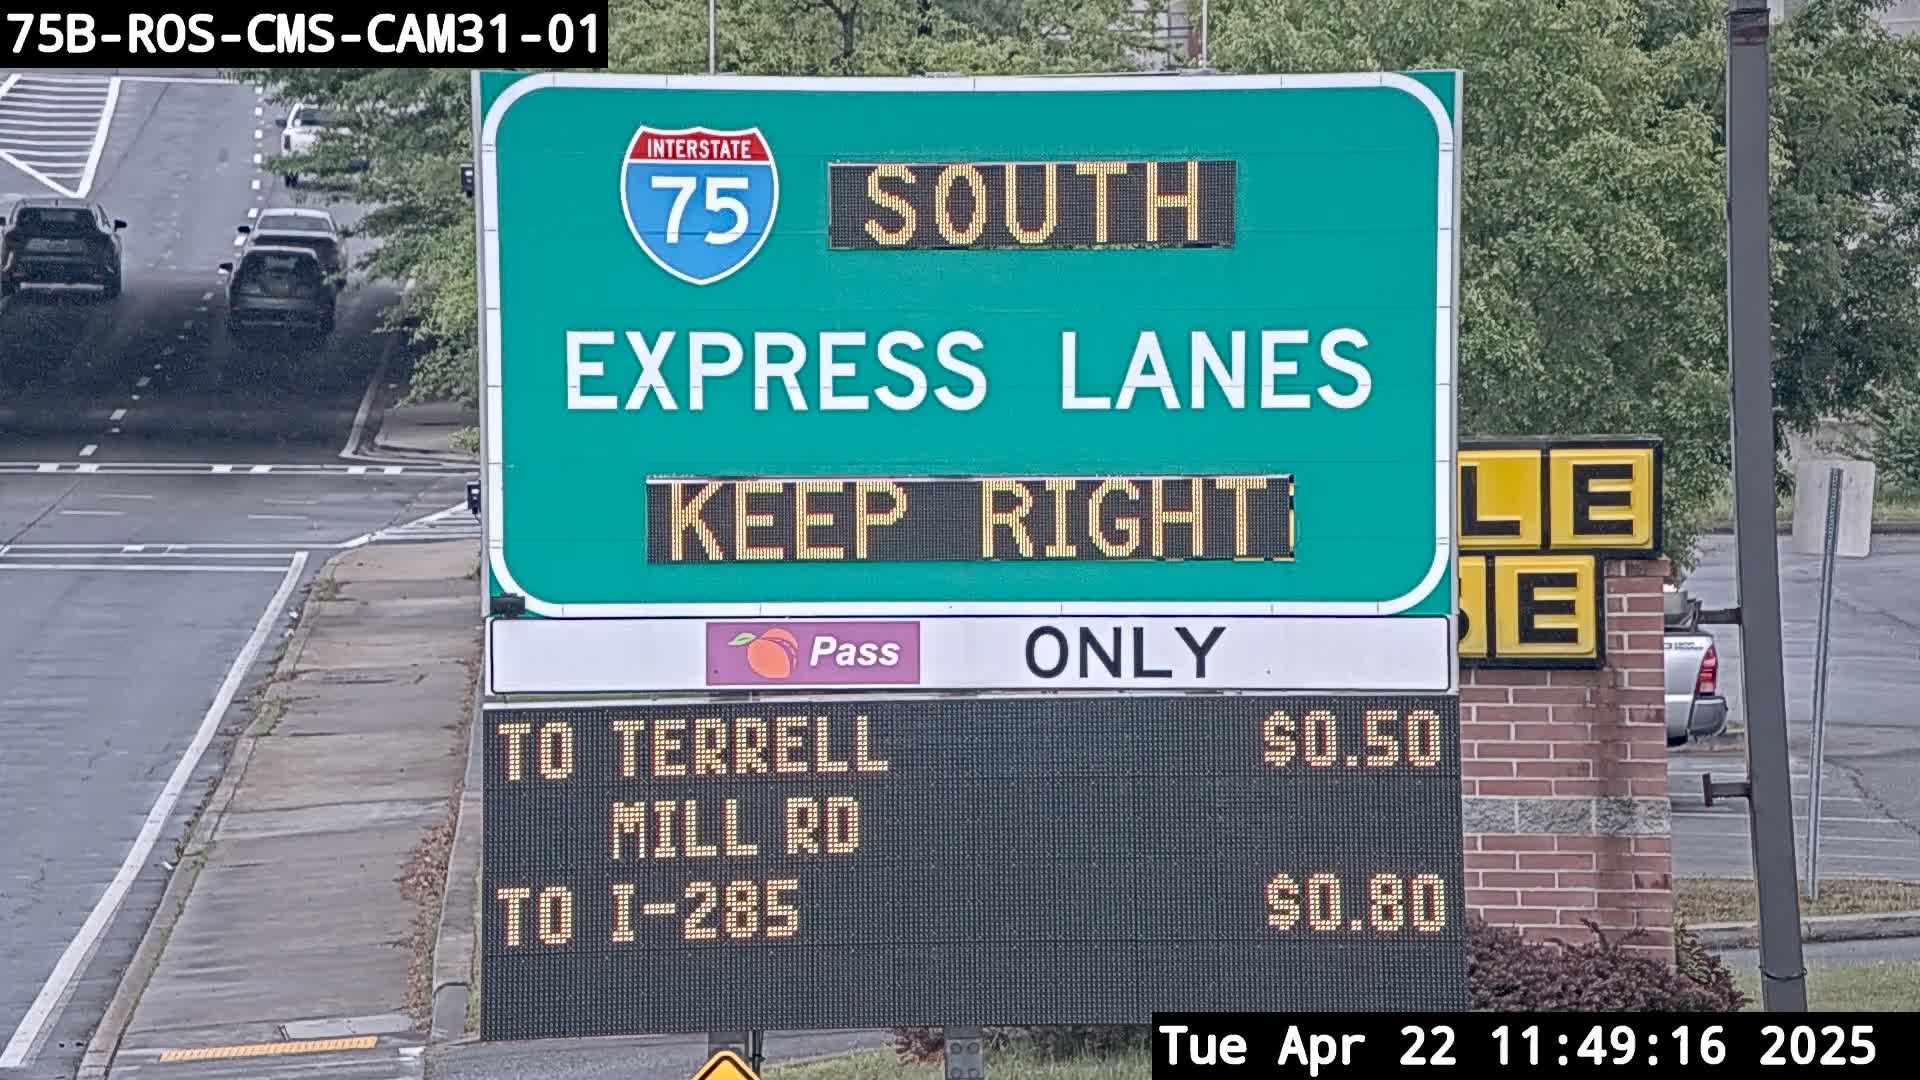 75B-ROS-CMS-CAM31-01
INTERSTATE
75
SOUTH
EXPRESS LANES
KEEP RIGHT
LE
E
Pass ONLY
TO TERRELL $0.50
MILL RD
TO I-285 $0.80
Tue Apr 22 11:49:16 2025